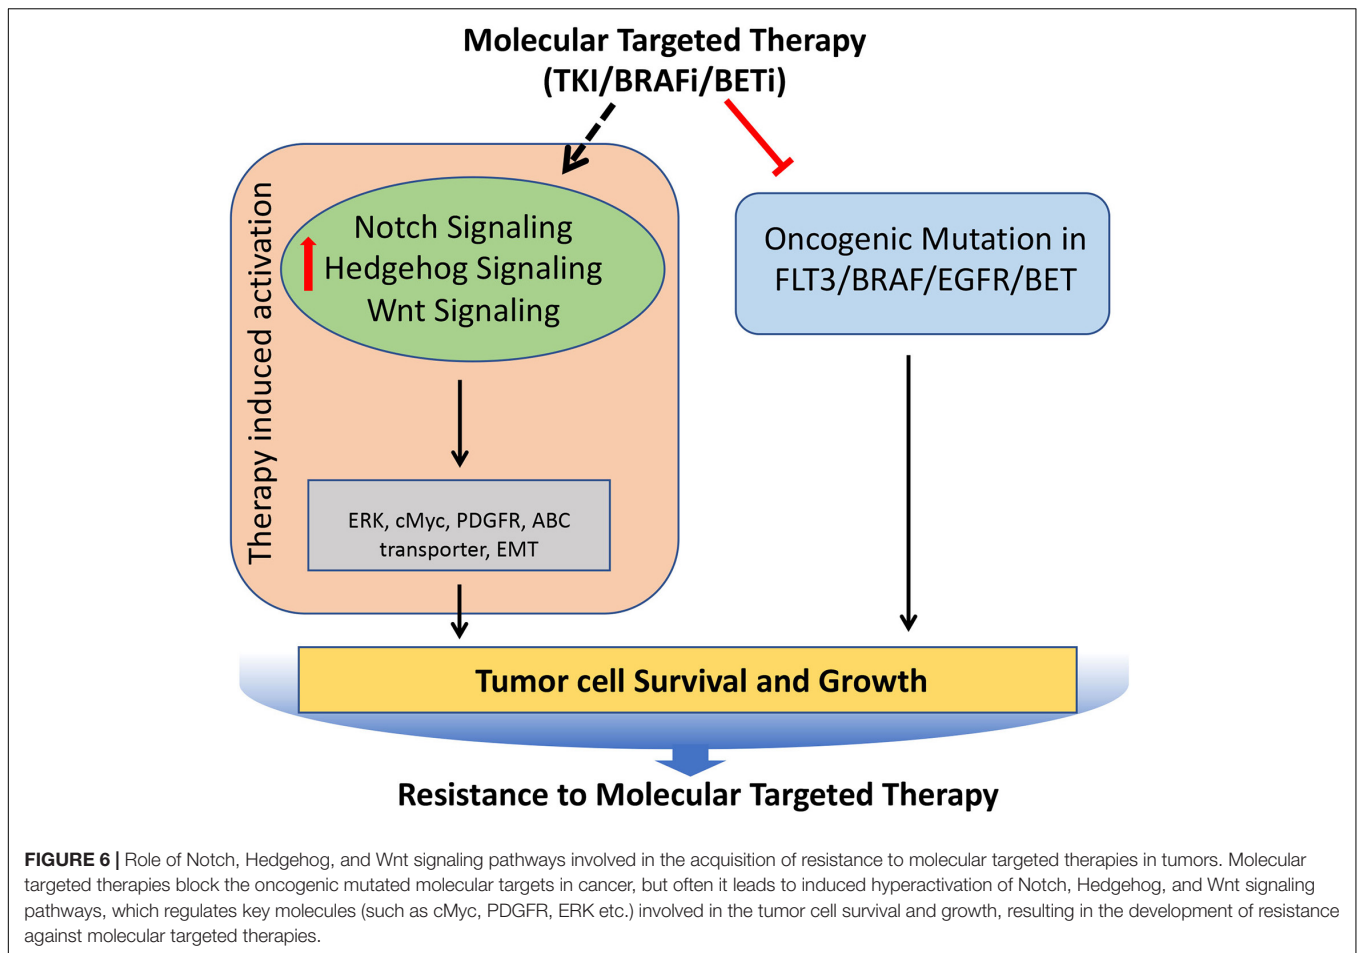 Molecular Targeted Therapy
(TKI/BRAFi/BETi)
Therapy induced activation
Notch Signaling
Hedgehog Signaling
Wnt Signaling
Oncogenic Mutation in
FLT3/BRAF/EGFR/BET
ERK, cMyc, PDGFR, ABC
transporter, EMT
Tumor cell Survival and Growth
Resistance to Molecular Targeted Therapy
FIGURE 6 | Role of Notch, Hedgehog, and Wnt signaling pathways involved in the acquisition of resistance to molecular targeted therapies in tumors. Molecular
targeted therapies block the oncogenic mutated molecular targets in cancer, but often it leads to induced hyperactivation of Notch, Hedgehog, and Wnt signaling
pathways, which regulates key molecules (such as cMyc, PDGFR, ERK etc.) involved in the tumor cell survival and growth, resulting in the development of resistance
against molecular targeted therapies.